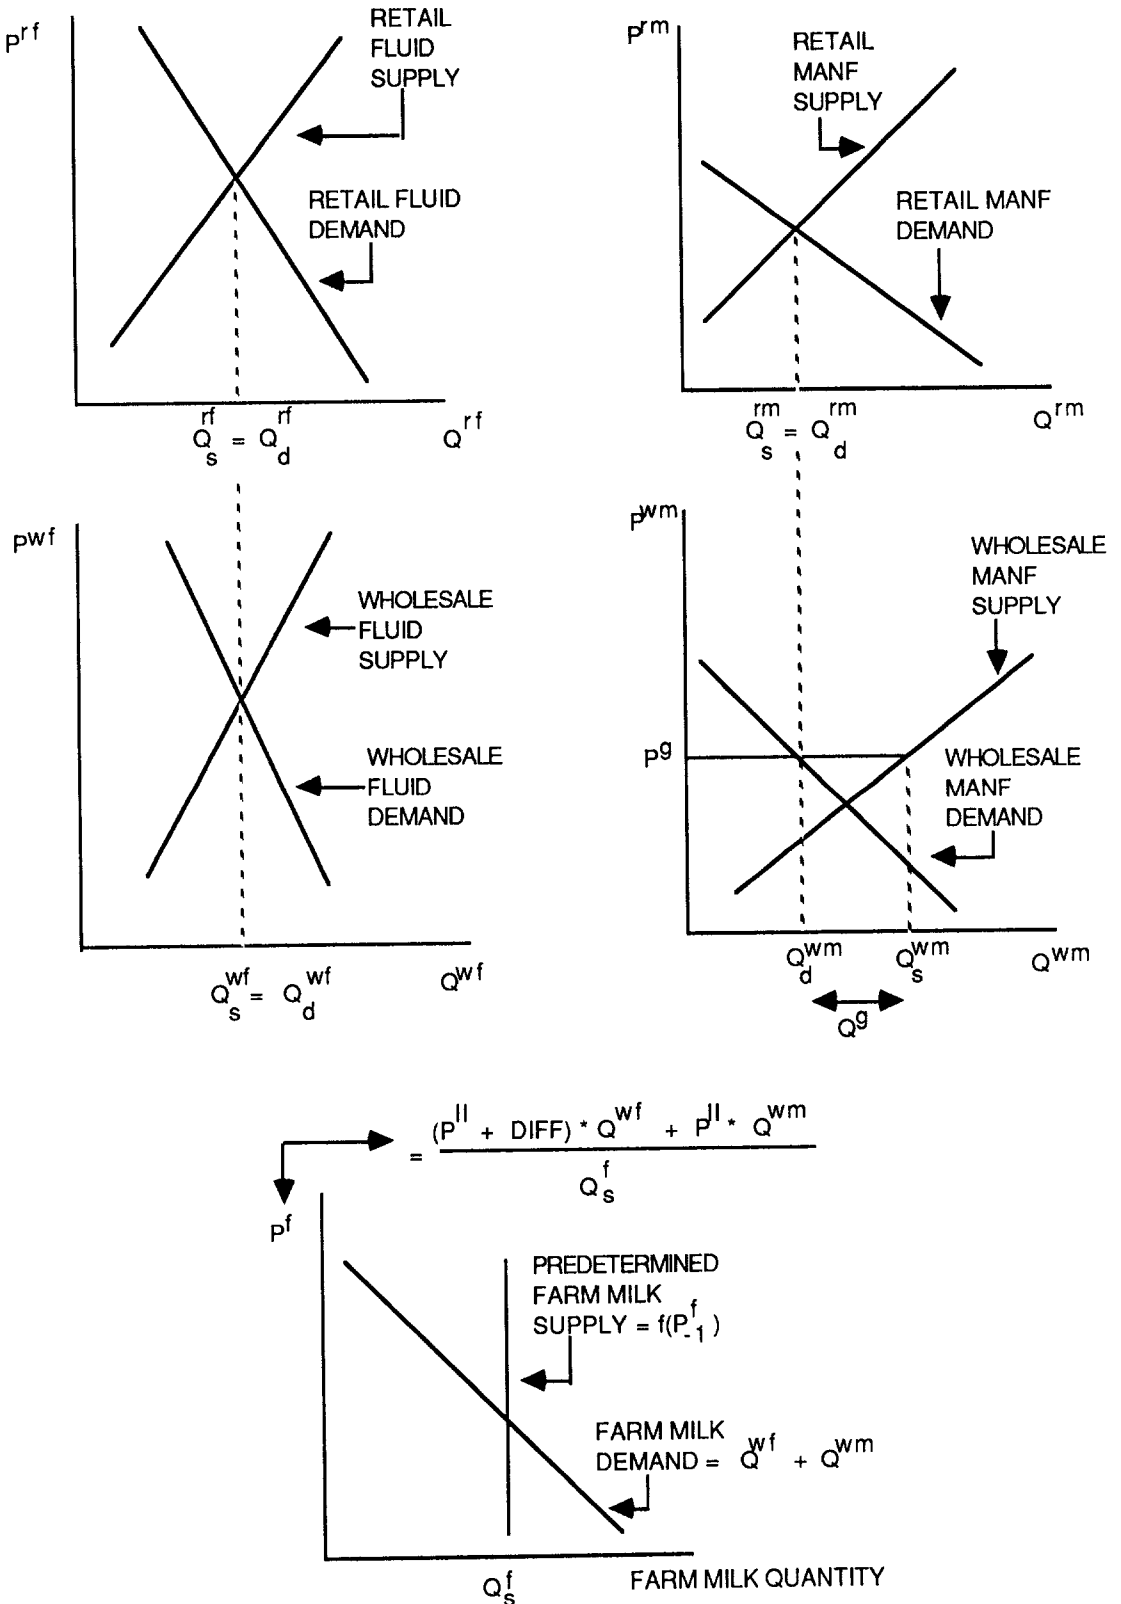 P^rf
RETAIL
FLUID
SUPPLY
RETAIL FLUID
DEMAND
Q_s^rf = Q_d^rf
Q^rf
P^rm
RETAIL
MANF
SUPPLY
RETAIL MANF
DEMAND
Q_s^rm = Q_d^rm
Q^rm
P^wf
WHOLESALE
FLUID
SUPPLY
WHOLESALE
FLUID
DEMAND
Q_s^wf = Q_d^wf
Q^wf
P^wm
WHOLESALE
MANF
SUPPLY
P^g
WHOLESALE
MANF
DEMAND
Q_d^wm
Q_s^wm
Q^wm
Q^g
= (P^II + DIFF) * Q^wf + P^II * Q^wm
Q_s^f
P^f
PREDETERMINED
FARM MILK
SUPPLY = f(P_-1^f)
FARM MILK
DEMAND = Q^wf + Q^wm
Q_s^f
FARM MILK QUANTITY